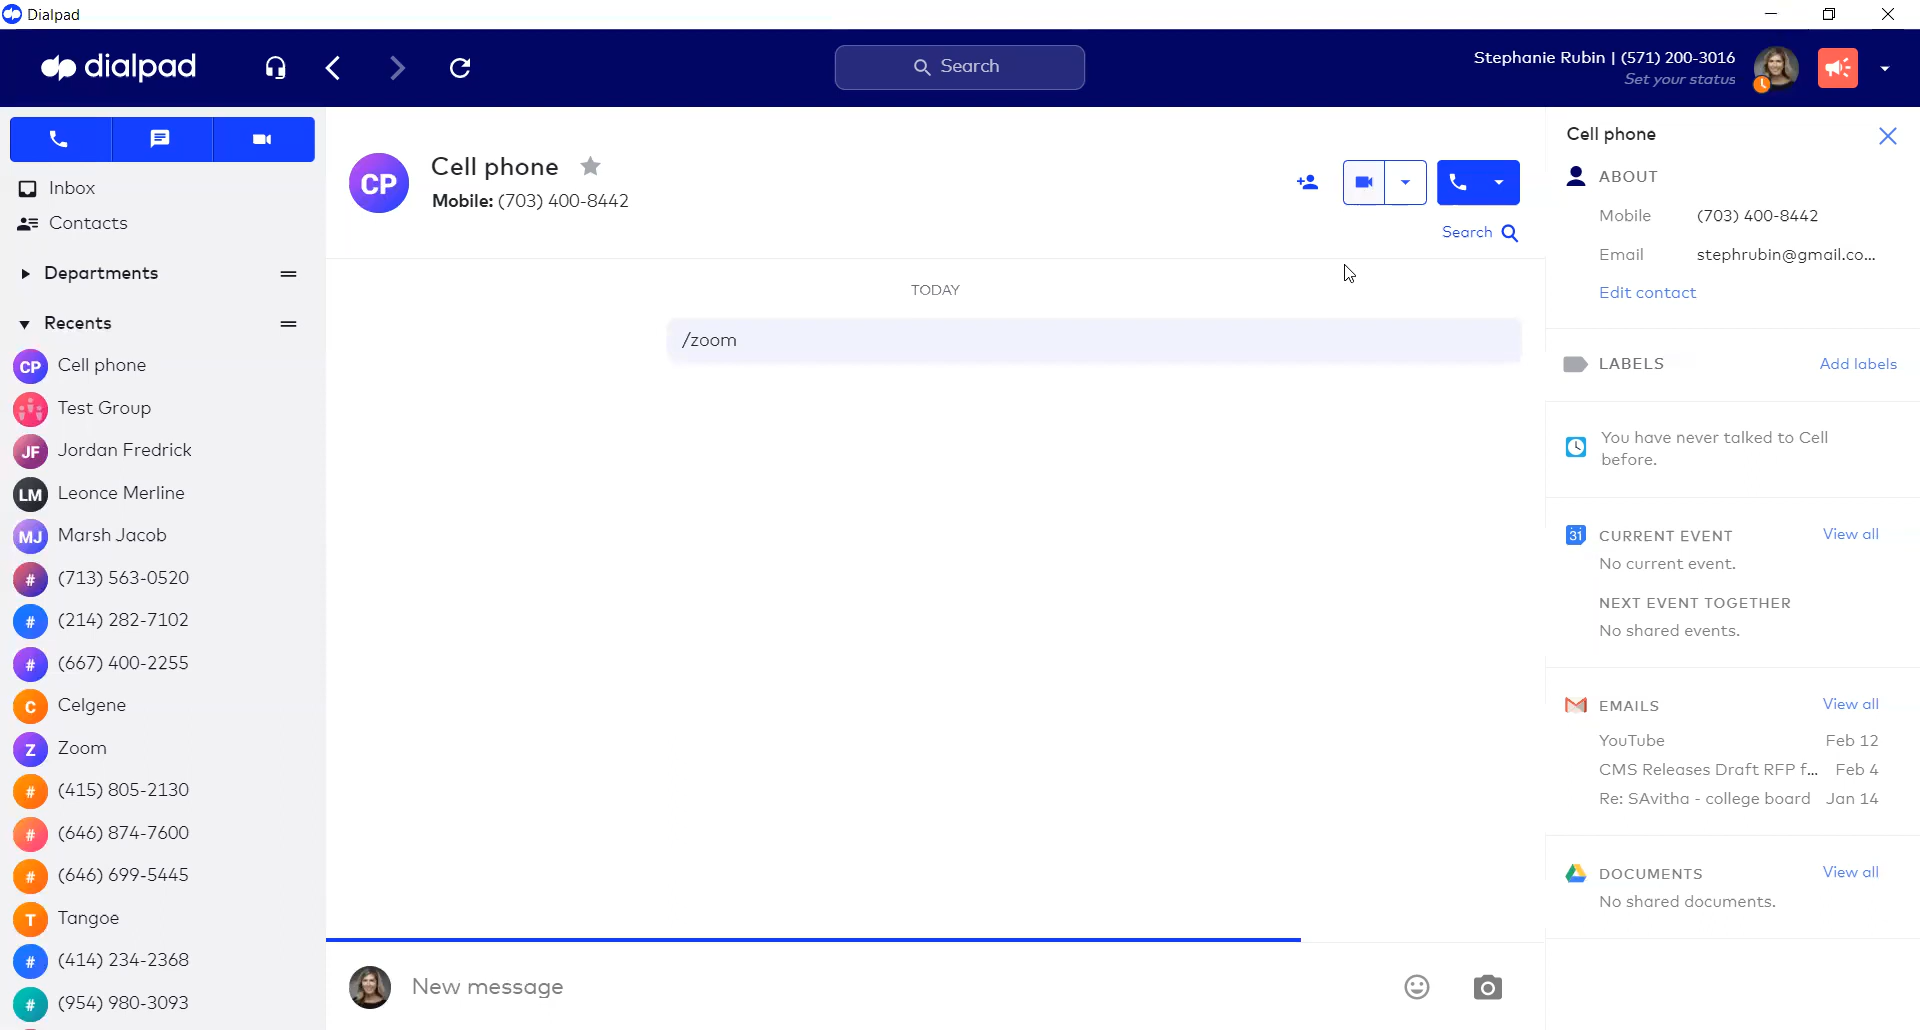 Dialpad
dialpad
Search
Stephanie Rubin | (571) 200-3016
Set your status
Inbox
Contacts
Departments
Recents
CP Cell phone
Test Group
JF Jordan Fredrick
LM Leonce Merline
MJ Marsh Jacob
# (713) 563-0520
# (214) 282-7102
# (667) 400-2255
C Celgene
Z Zoom
# (415) 805-2130
# (646) 874-7600
# (646) 699-5445
T Tangoe
# (414) 234-2368
# (954) 980-3093
CP
Cell phone
Mobile: (703) 400-8442
Search
TODAY
/zoom
New message
Cell phone
ABOUT
Mobile (703) 400-8442
Email stephrubin@gmail.co...
Edit contact
LABELS Add labels
You have never talked to Cell
before.
31 CURRENT EVENT View all
No current event.
NEXT EVENT TOGETHER
No shared events.
EMAILS View all
YouTube Feb 12
CMS Releases Draft RFP f... Feb 4
Re: SAvitha - college board Jan 14
DOCUMENTS View all
No shared documents.